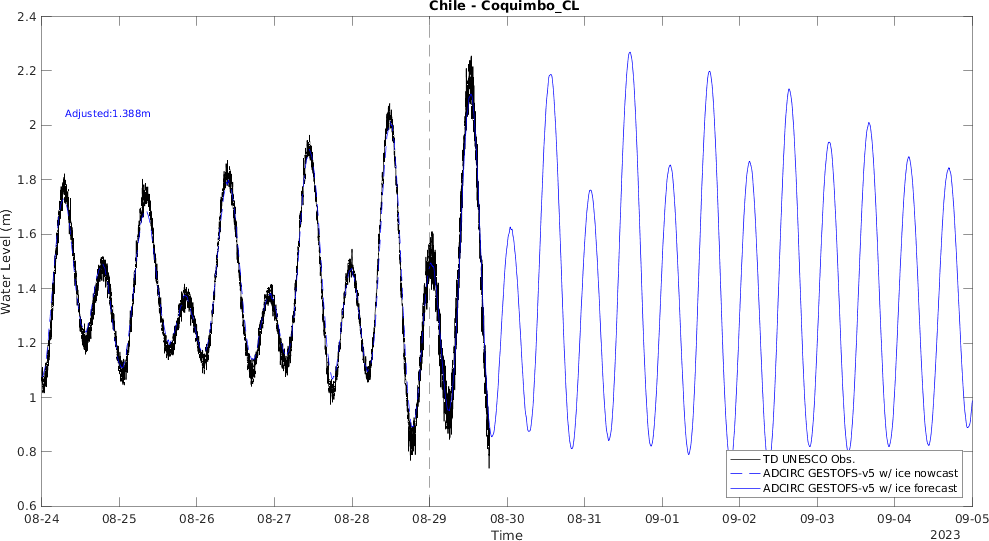 Chile - Coquimbo_CL
2.4
2.2
2
1.8
1.6
1.4
1.2
1
0.8
0.6
Water Level (m)
Adjusted:1.388m
TD UNESCO Obs.
ADCIRC GESTOFS-v5 w/ ice nowcast
ADCIRC GESTOFS-v5 w/ ice forecast
08-24 08-25 08-26 08-27 08-28 08-29 08-30 08-31 09-01 09-02 09-03 09-04 09-05
Time
2023